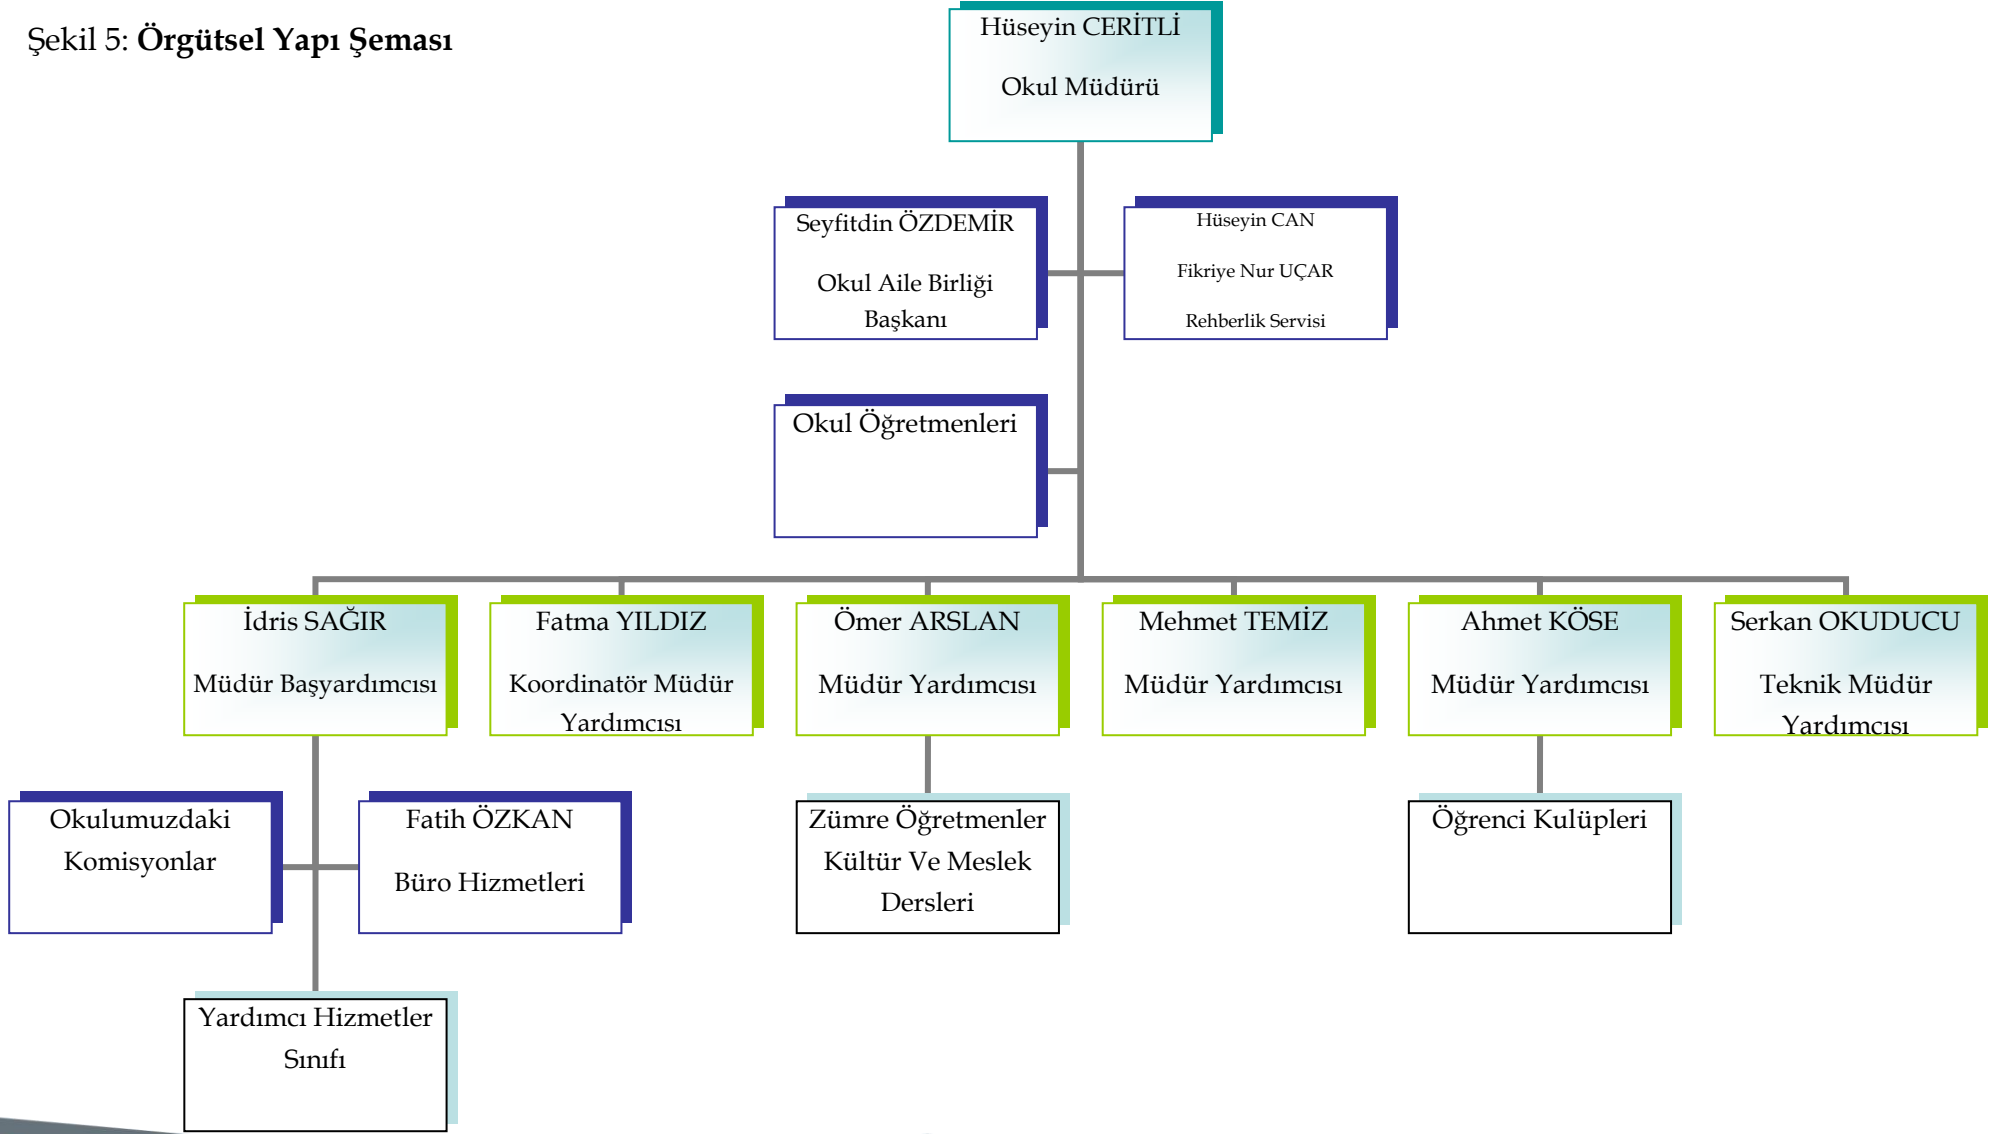 Şekil 5: Örgütsel Yapı Şeması
Hüseyin CERİTLİ
Okul Müdürü
Seyfitdin ÖZDEMİR
Okul Aile Birliği
Başkanı
Hüseyin CAN
Fikriye Nur UÇAR
Rehberlik Servisi
Okul Öğretmenleri
İdris SAĞIR
Müdür Başyardımcısı
Fatma YILDIZ
Koordinatör Müdür
Yardımcısı
Ömer ARSLAN
Müdür Yardımcısı
Mehmet TEMİZ
Müdür Yardımcısı
Ahmet KÖSE
Müdür Yardımcısı
Serkan OKUDUCU
Teknik Müdür
Yardımcısı
Okulumuzdaki
Komisyonlar
Fatih ÖZKAN
Büro Hizmetleri
Zümre Öğretmenler
Kültür Ve Meslek
Dersleri
Öğrenci Kulüpleri
Yardımcı Hizmetler
Sınıfı